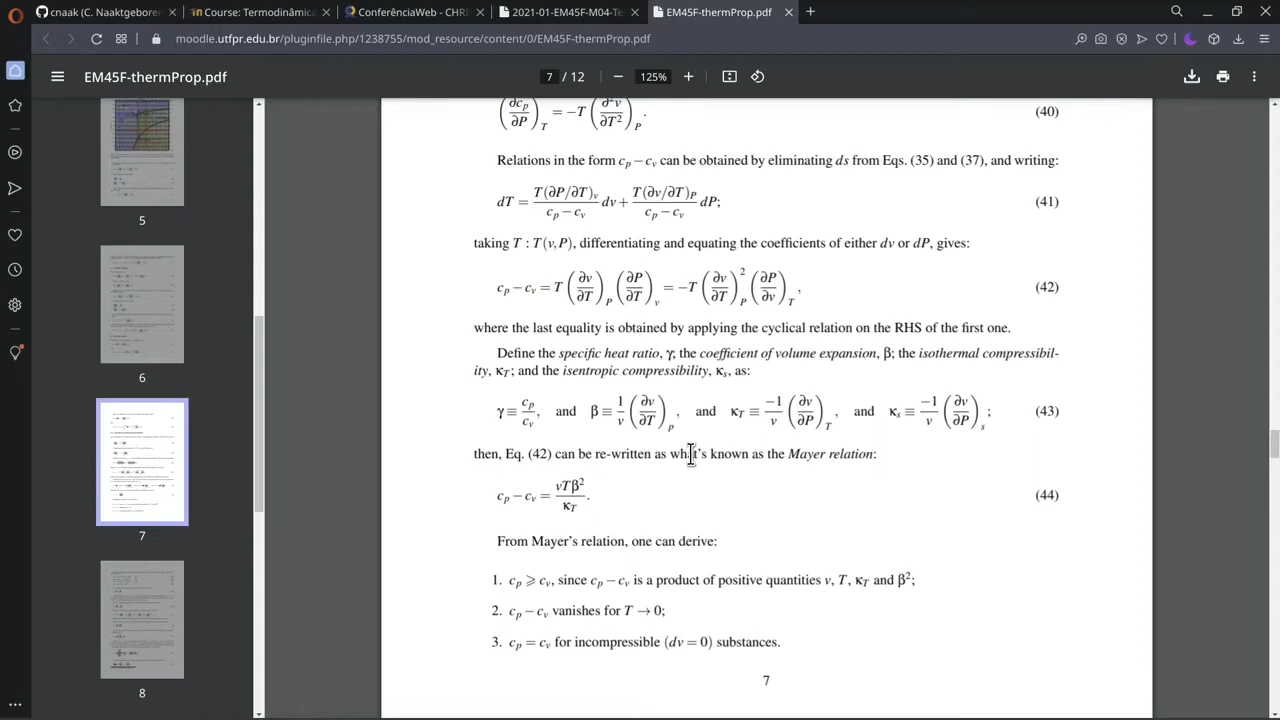 cnaak (C. Naaktgeboren
Course: Termodinâmica
ConferênciaWeb - CRRI
2021-01-EM45F-M04-Te
EM45F-thermProp.pdf
moodle.utfpr.edu.br/pluginfile.php/1238755/mod_resource/content/0/EM45F-thermProp.pdf
EM45F-thermProp.pdf
7 / 12
125%
5
6
7
8
(∂c_p/∂P)_T = −T (∂²v/∂T²)_P. (40)
Relations in the form c_p − c_v can be obtained by eliminating ds from Eqs. (35) and (37), and writing:
dT = T(∂P/∂T)_v/(c_p − c_v) dv + T(∂v/∂T)_P/(c_p − c_v) dP; (41)
taking T : T(v,P), differentiating and equating the coefficients of either dv or dP, gives:
c_p − c_v = T (∂v/∂T)_P (∂P/∂T)_v = −T (∂v/∂T)²_P (∂P/∂v)_T, (42)
where the last equality is obtained by applying the cyclical relation on the RHS of the first one.
Define the specific heat ratio, γ; the coefficient of volume expansion, β; the isothermal compressibil-
ity, κ_T; and the isentropic compressibility, κ_s, as:
γ ≡ c_p/c_v, and β ≡ 1/v (∂v/∂T)_p, and κ_T ≡ −1/v (∂v/∂P)_T, and κ_s ≡ −1/v (∂v/∂P)_s; (43)
then, Eq. (42) can be re-written as what's known as the Mayer relation:
c_p − c_v = vTβ²/κ_T. (44)
From Mayer's relation, one can derive:
1. c_p ⩾ c_v, since c_p − c_v is a product of positive quantities v, T, κ_T and β²;
2. c_p − c_v vanishes for T → 0;
3. c_p = c_v for incompressible (dv = 0) substances.
7